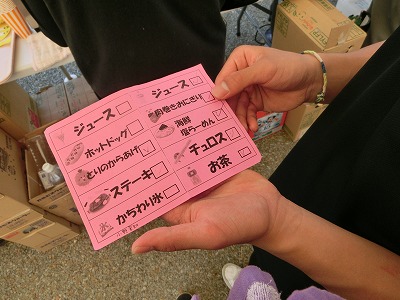 ジュース
ホットドッグ
とりのからあげ
ステーキ
かちわり氷
ジュース
肉巻きおにぎり
海鮮
塩らーめん
チュロス
お茶